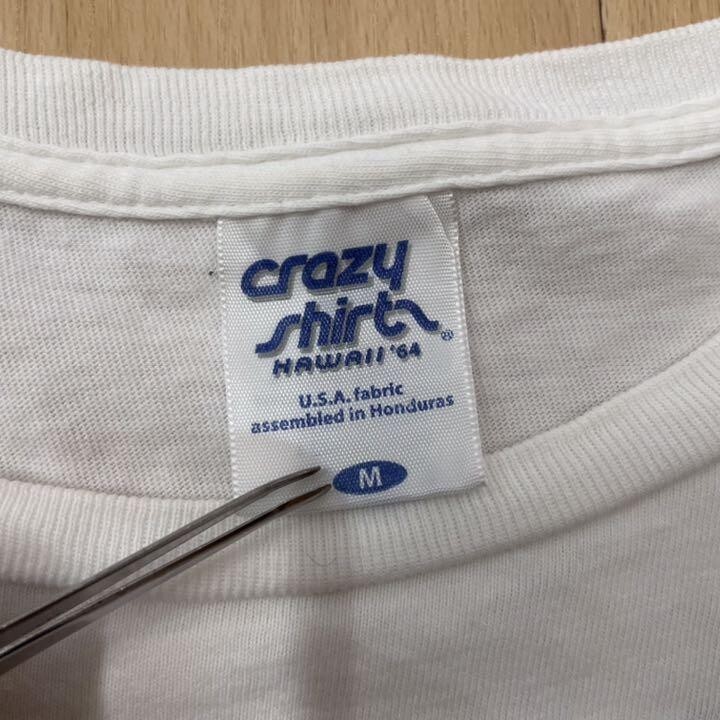 crazy
shirts®
HAWAII '64
U.S.A. fabric
assembled in Honduras
M